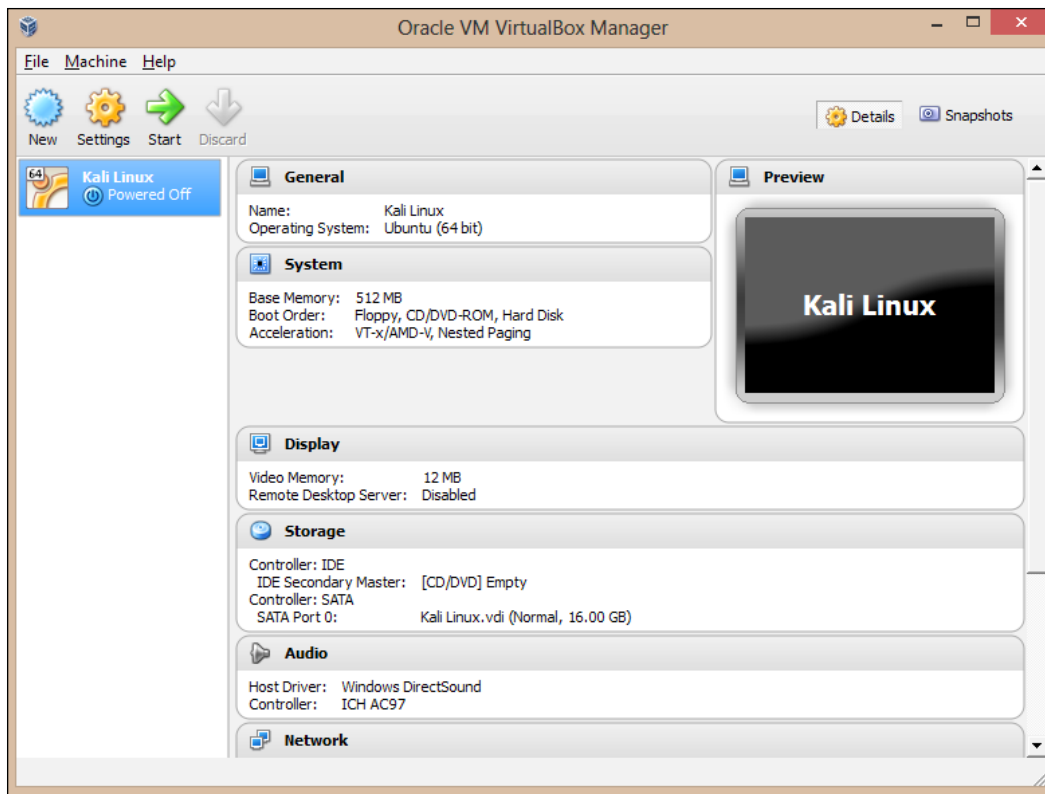 Oracle VM VirtualBox Manager
File Machine Help
New Settings Start Discard
Details Snapshots
64 Kali Linux
Powered Off
General
Name: Kali Linux
Operating System: Ubuntu (64 bit)
System
Base Memory: 512 MB
Boot Order: Floppy, CD/DVD-ROM, Hard Disk
Acceleration: VT-x/AMD-V, Nested Paging
Preview
Kali Linux
Display
Video Memory: 12 MB
Remote Desktop Server: Disabled
Storage
Controller: IDE
IDE Secondary Master: [CD/DVD] Empty
Controller: SATA
SATA Port 0: Kali Linux.vdi (Normal, 16.00 GB)
Audio
Host Driver: Windows DirectSound
Controller: ICH AC97
Network